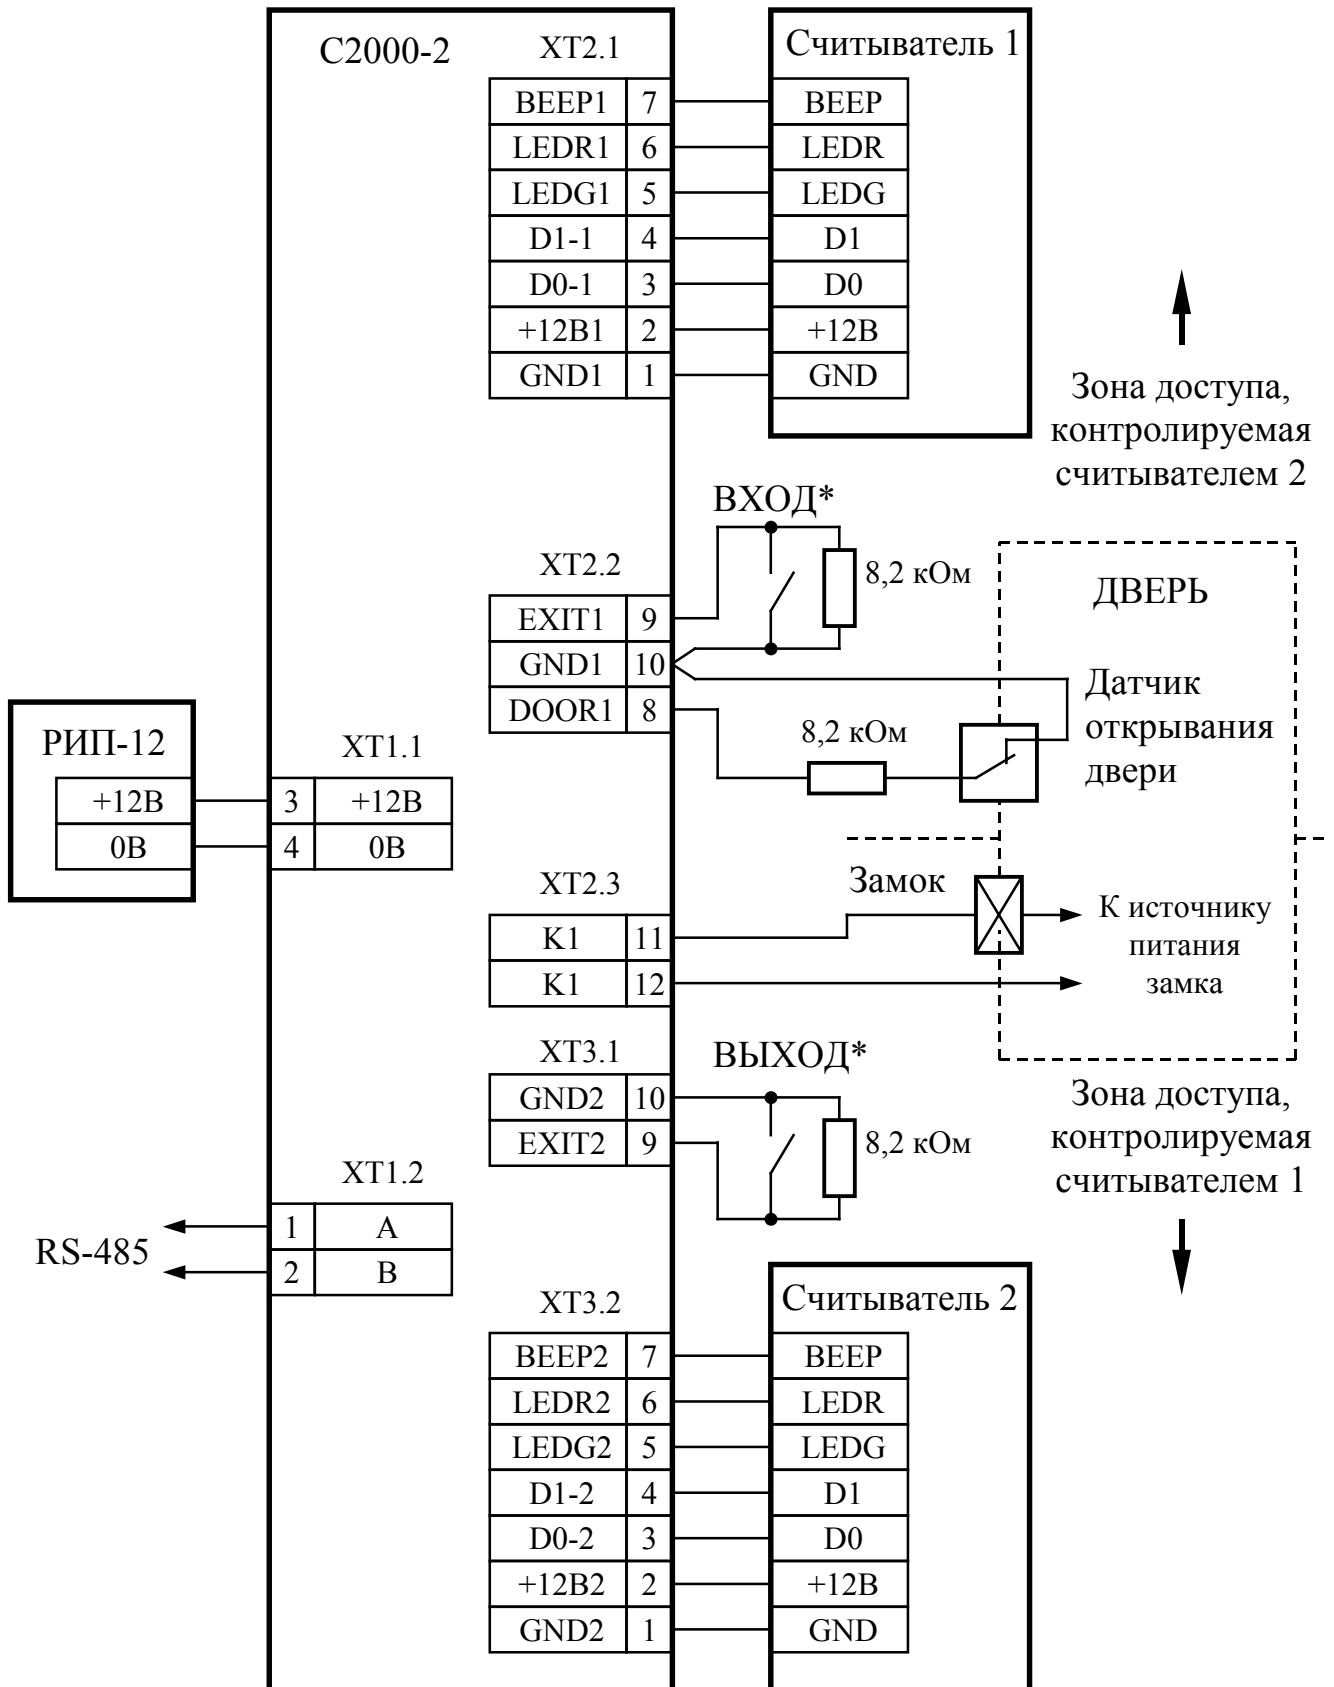 С2000-2
XT2.1
BEEP1 7
LEDR1 6
LEDG1 5
D1-1 4
D0-1 3
+12В1 2
GND1 1
Считыватель 1
BEEP
LEDR
LEDG
D1
D0
+12В
GND
Зона доступа,
контролируемая
считывателем 2
ВХОД*
8,2 кОм
XT2.2
EXIT1 9
GND1 10
DOOR1 8
8,2 кОм
ДВЕРЬ
Датчик
открывания
двери
РИП-12
+12В
0В
XT1.1
3 +12В
4 0В
XT2.3
K1 11
K1 12
Замок
К источнику
питания
замка
XT3.1
GND2 10
EXIT2 9
ВЫХОД*
8,2 кОм
Зона доступа,
контролируемая
считывателем 1
XT1.2
1 A
2 B
RS-485
XT3.2
BEEP2 7
LEDR2 6
LEDG2 5
D1-2 4
D0-2 3
+12В2 2
GND2 1
Считыватель 2
BEEP
LEDR
LEDG
D1
D0
+12В
GND